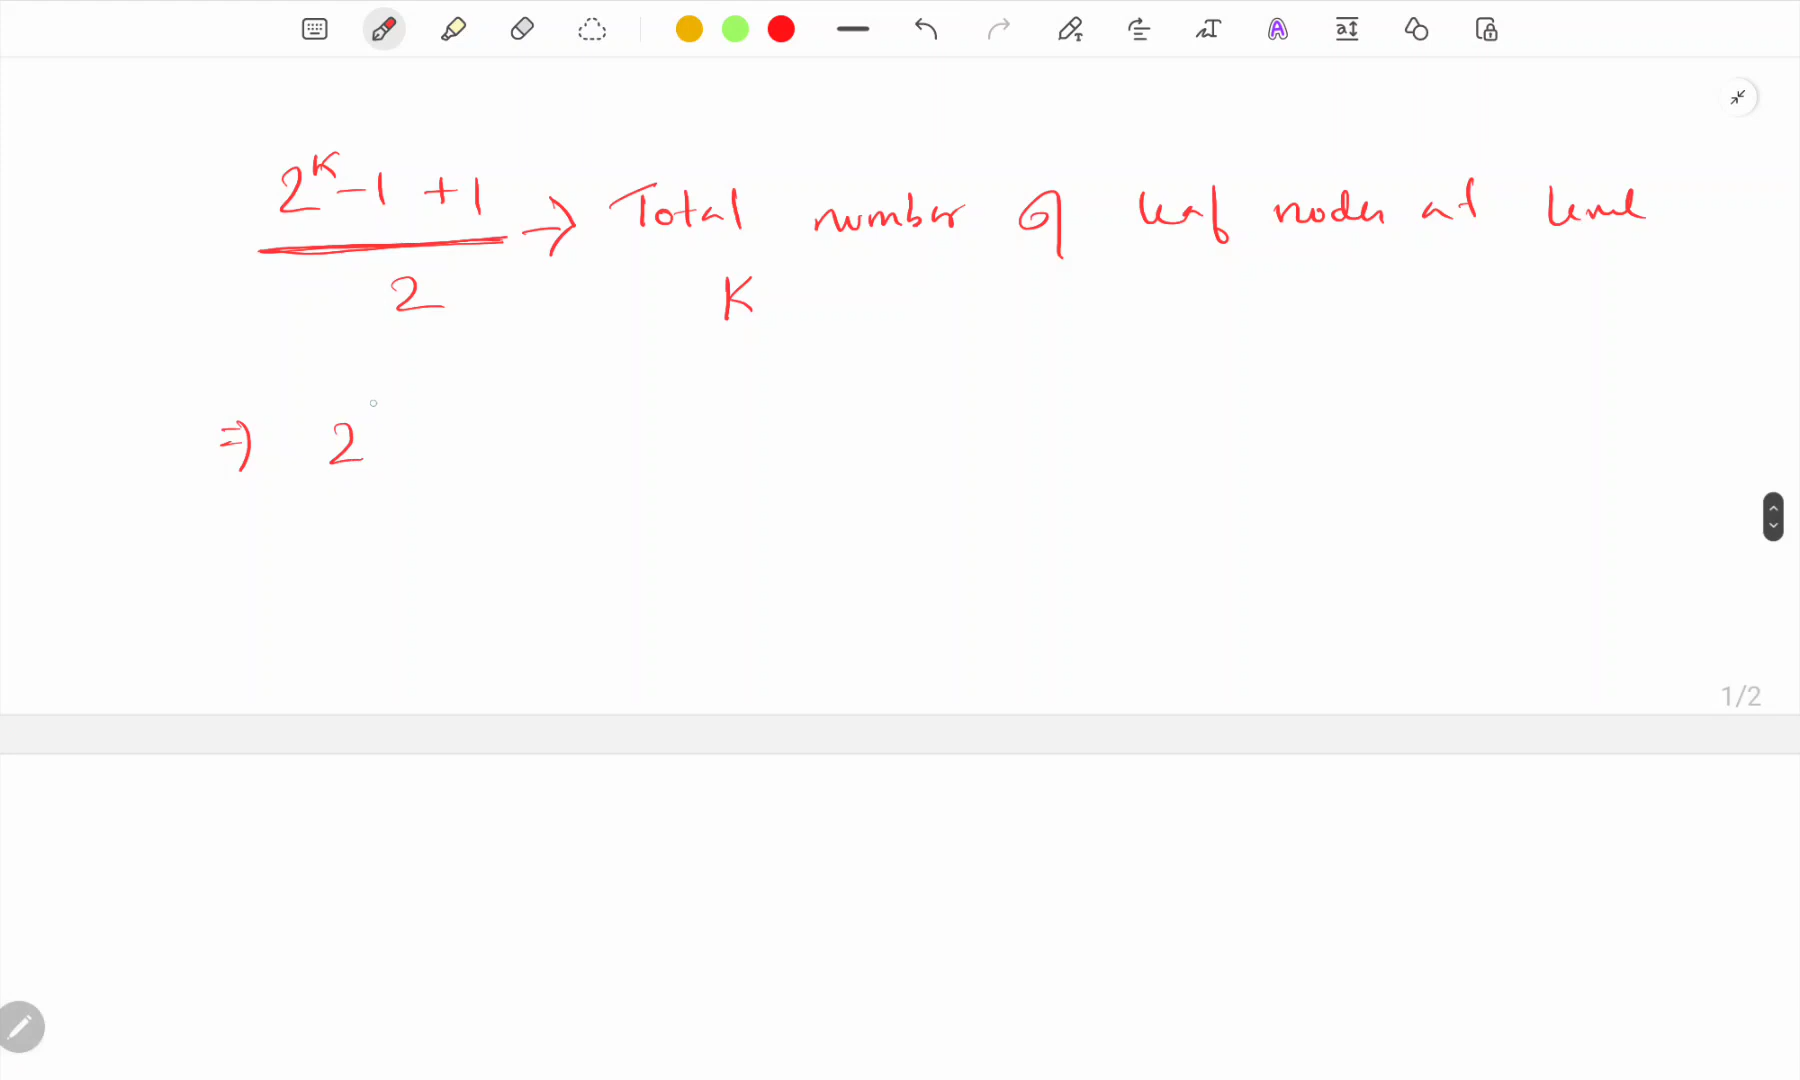 2^K - 1 + 1 / 2 → Total number of leaf nodes at level
K
⇒ 2
1/2